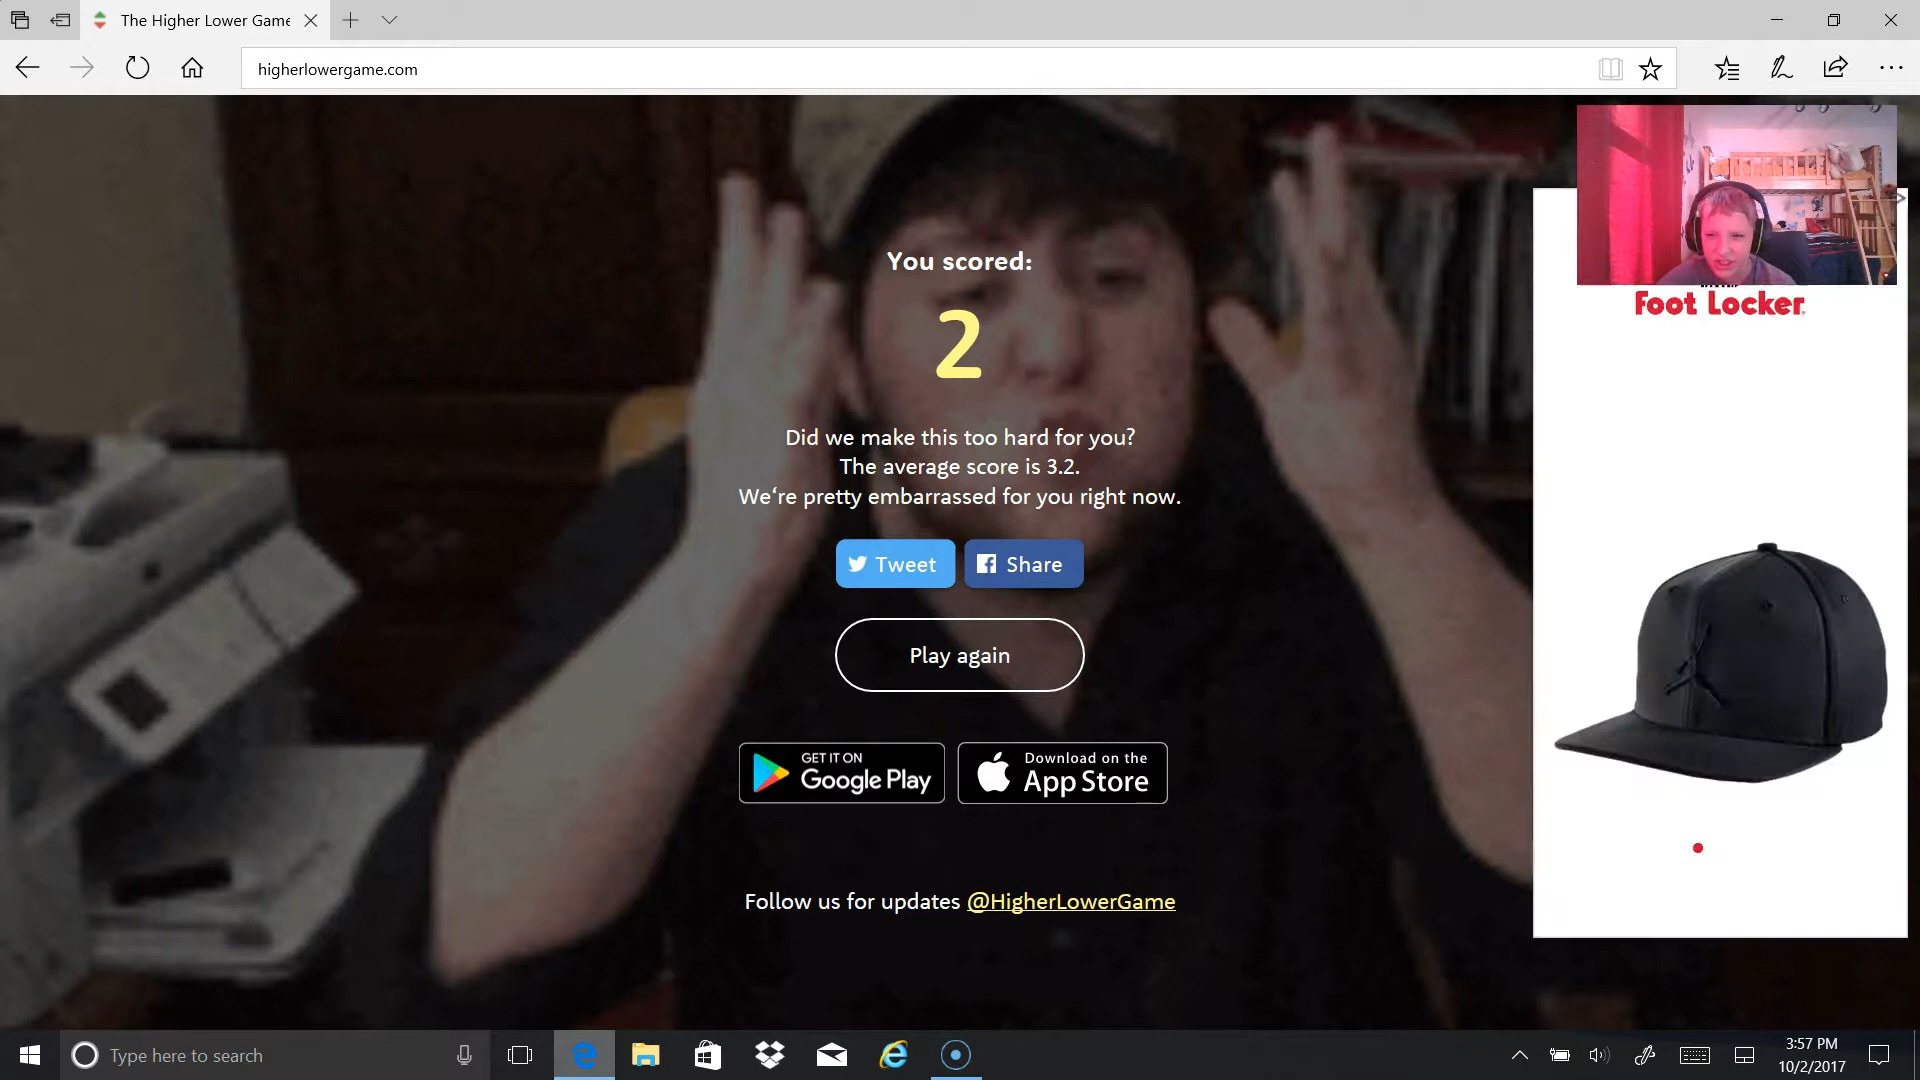 The Higher Lower Game
higherlowergame.com
You scored:
2
Did we make this too hard for you?
The average score is 3.2.
We're pretty embarrassed for you right now.
Tweet
Share
Play again
GET IT ON
Google Play
Download on the
App Store
Follow us for updates @HigherLowerGame
Foot Locker
Type here to search
3:57 PM
10/2/2017